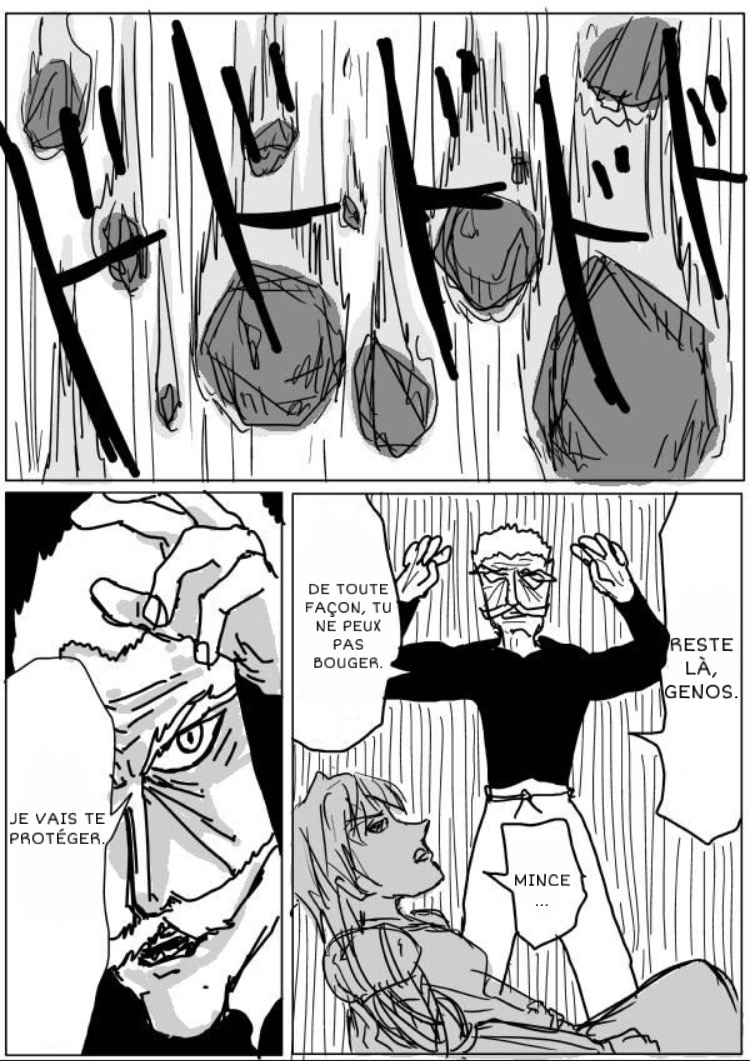 ドドドドド
RESTE
LÀ,
GENOS.
DE TOUTE
FAÇON, TU
NE PEUX
PAS
BOUGER.
MINCE
...
JE VAIS TE
PROTÉGER.